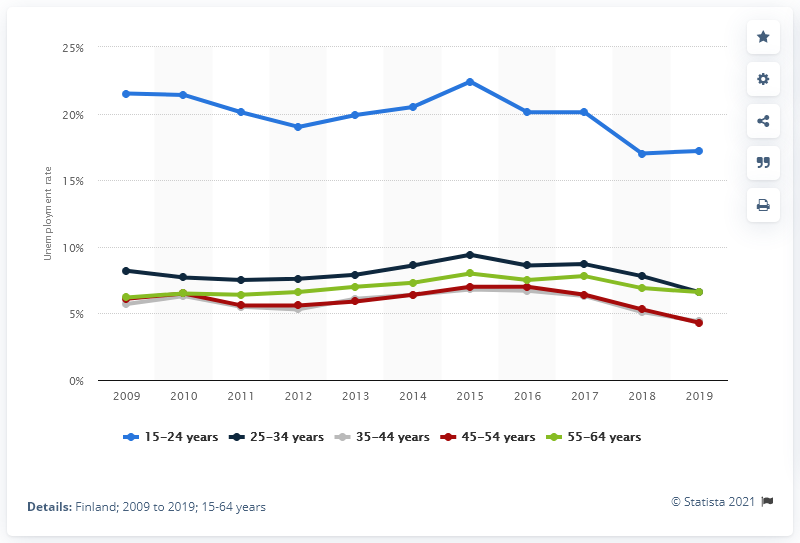 25%
20%
15%
10%
5%
0%
Unemployment rate
2009 2010 2011 2012 2013 2014 2015 2016 2017 2018 2019
15-24 years 25-34 years 35-44 years 45-54 years 55-64 years
© Statista 2021
Details: Finland; 2009 to 2019; 15-64 years